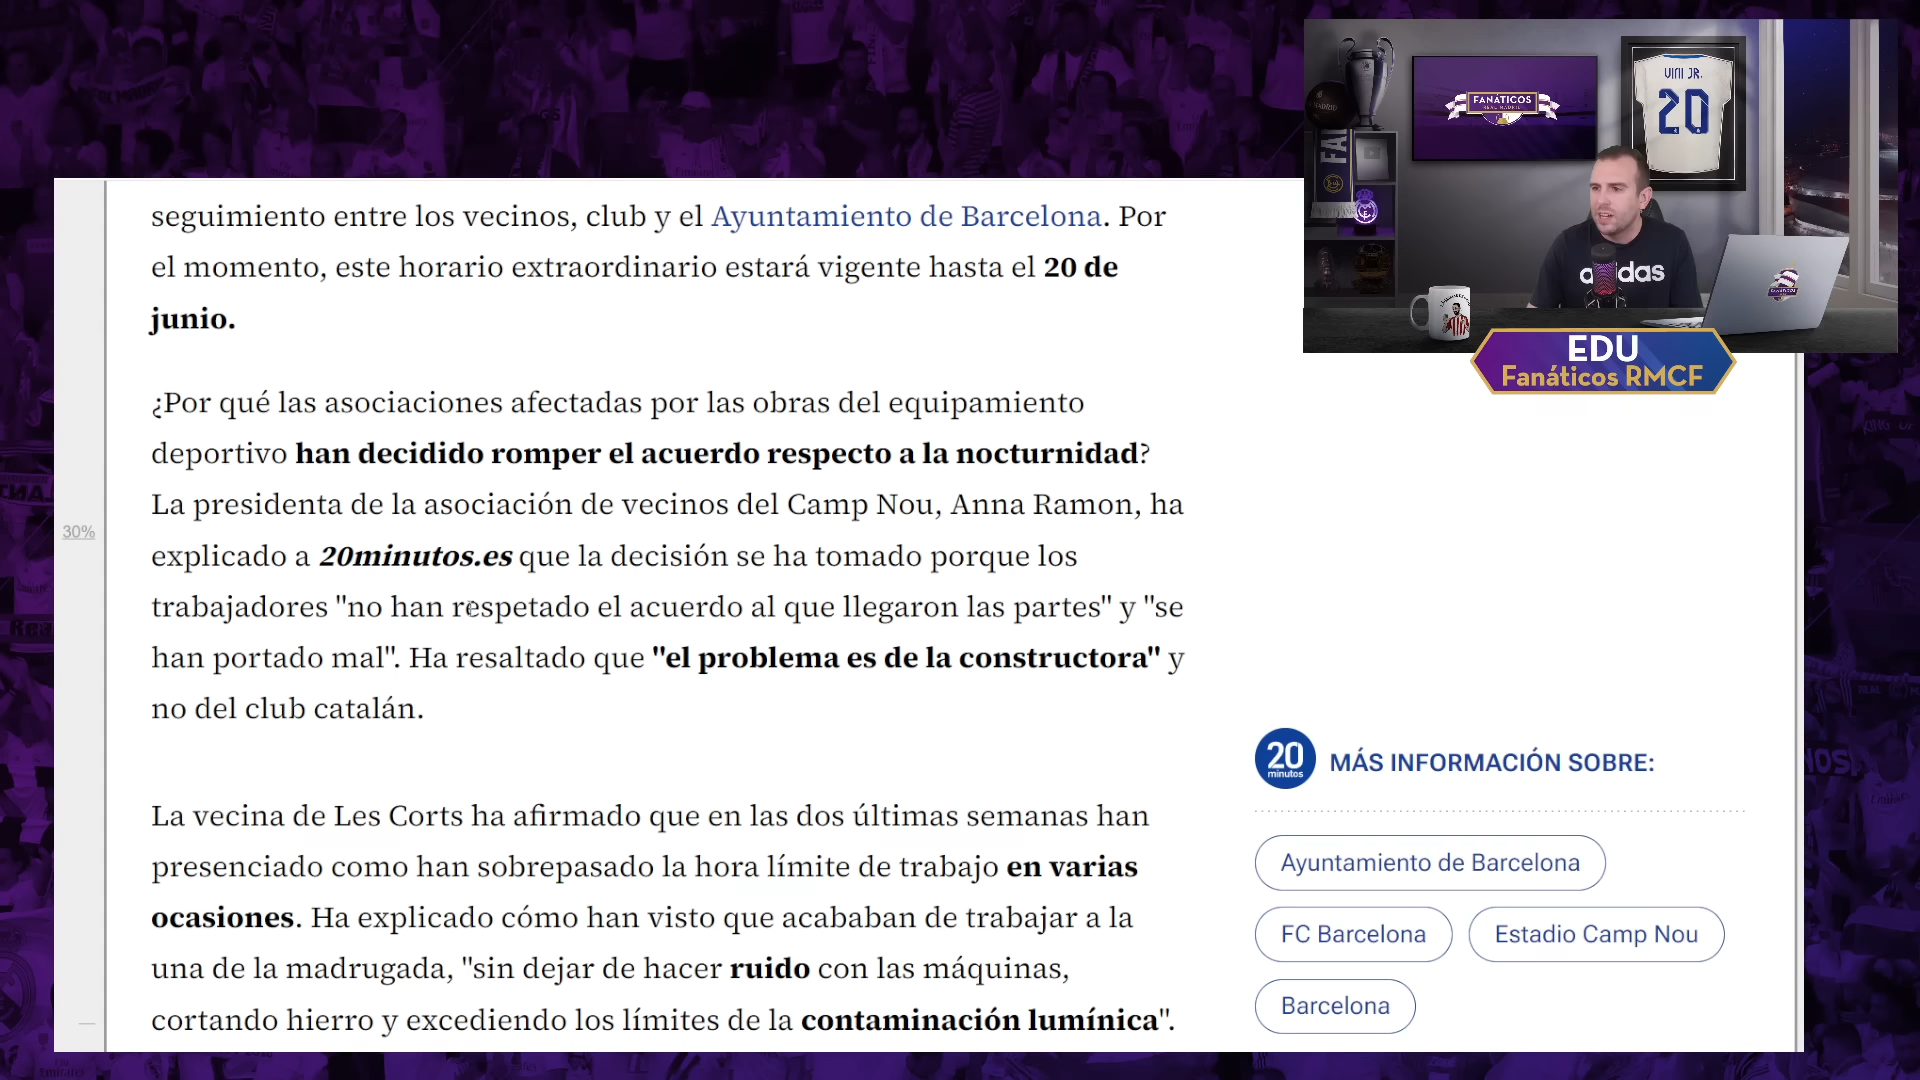 seguimiento entre los vecinos, club y el Ayuntamiento de Barcelona. Por
el momento, este horario extraordinario estará vigente hasta el 20 de
junio.
¿Por qué las asociaciones afectadas por las obras del equipamiento
deportivo han decidido romper el acuerdo respecto a la nocturnidad?
La presidenta de la asociación de vecinos del Camp Nou, Anna Ramon, ha
explicado a 20minutos.es que la decisión se ha tomado porque los
trabajadores "no han respetado el acuerdo al que llegaron las partes" y "se
han portado mal". Ha resaltado que "el problema es de la constructora" y
no del club catalán.
La vecina de Les Corts ha afirmado que en las dos últimas semanas han
presenciado como han sobrepasado la hora límite de trabajo en varias
ocasiones. Ha explicado cómo han visto que acababan de trabajar a la
una de la madrugada, "sin dejar de hacer ruido con las máquinas,
cortando hierro y excediendo los límites de la contaminación lumínica".
30%
FANÁTICOS
REAL MADRID
VINI JR.
20
FA
adidas
EDU
Fanáticos RMCF
20
minutos
MÁS INFORMACIÓN SOBRE:
Ayuntamiento de Barcelona
FC Barcelona
Estadio Camp Nou
Barcelona